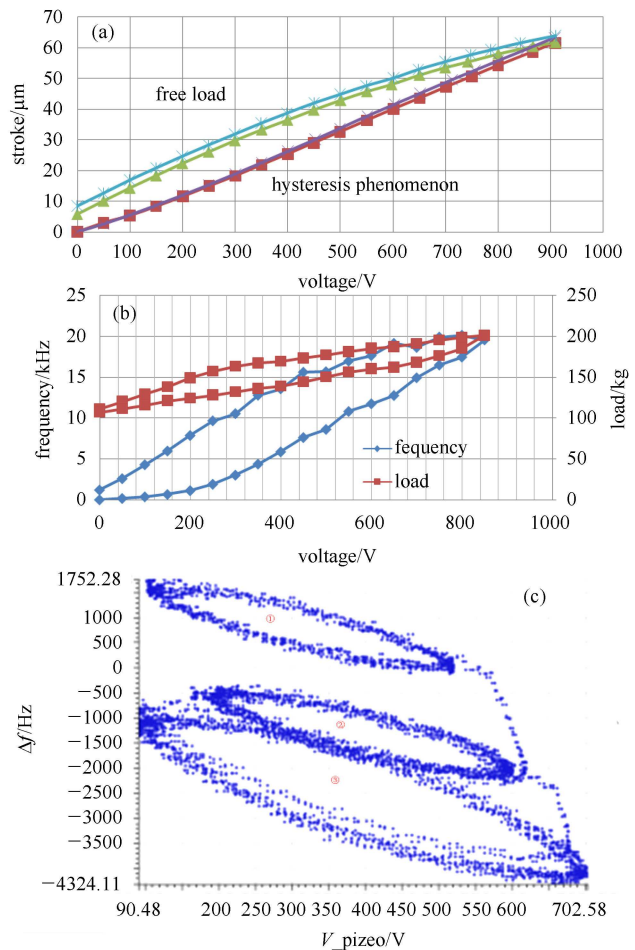 70
(a)
60
50
free load
40
stroke/μm
30
20
hysteresis phenomenon
10
0
0 100 200 300 400 500 600 700 800 900 1000
voltage/V
25 250
(b)
20 200
frequency/kHz
load/kg
15 150
10 100
fequency
5 50
load
0 0
0 200 400 600 800 1000
voltage/V
1752.28
(c)
1000
①
500
0
−500
Δf/Hz
−1000
②
−1500
−2000
③
−2500
−3000
−3500
−4324.11
90.48 200 250 300 350 400 450 500 550 600 702.58
V_pizeo/V